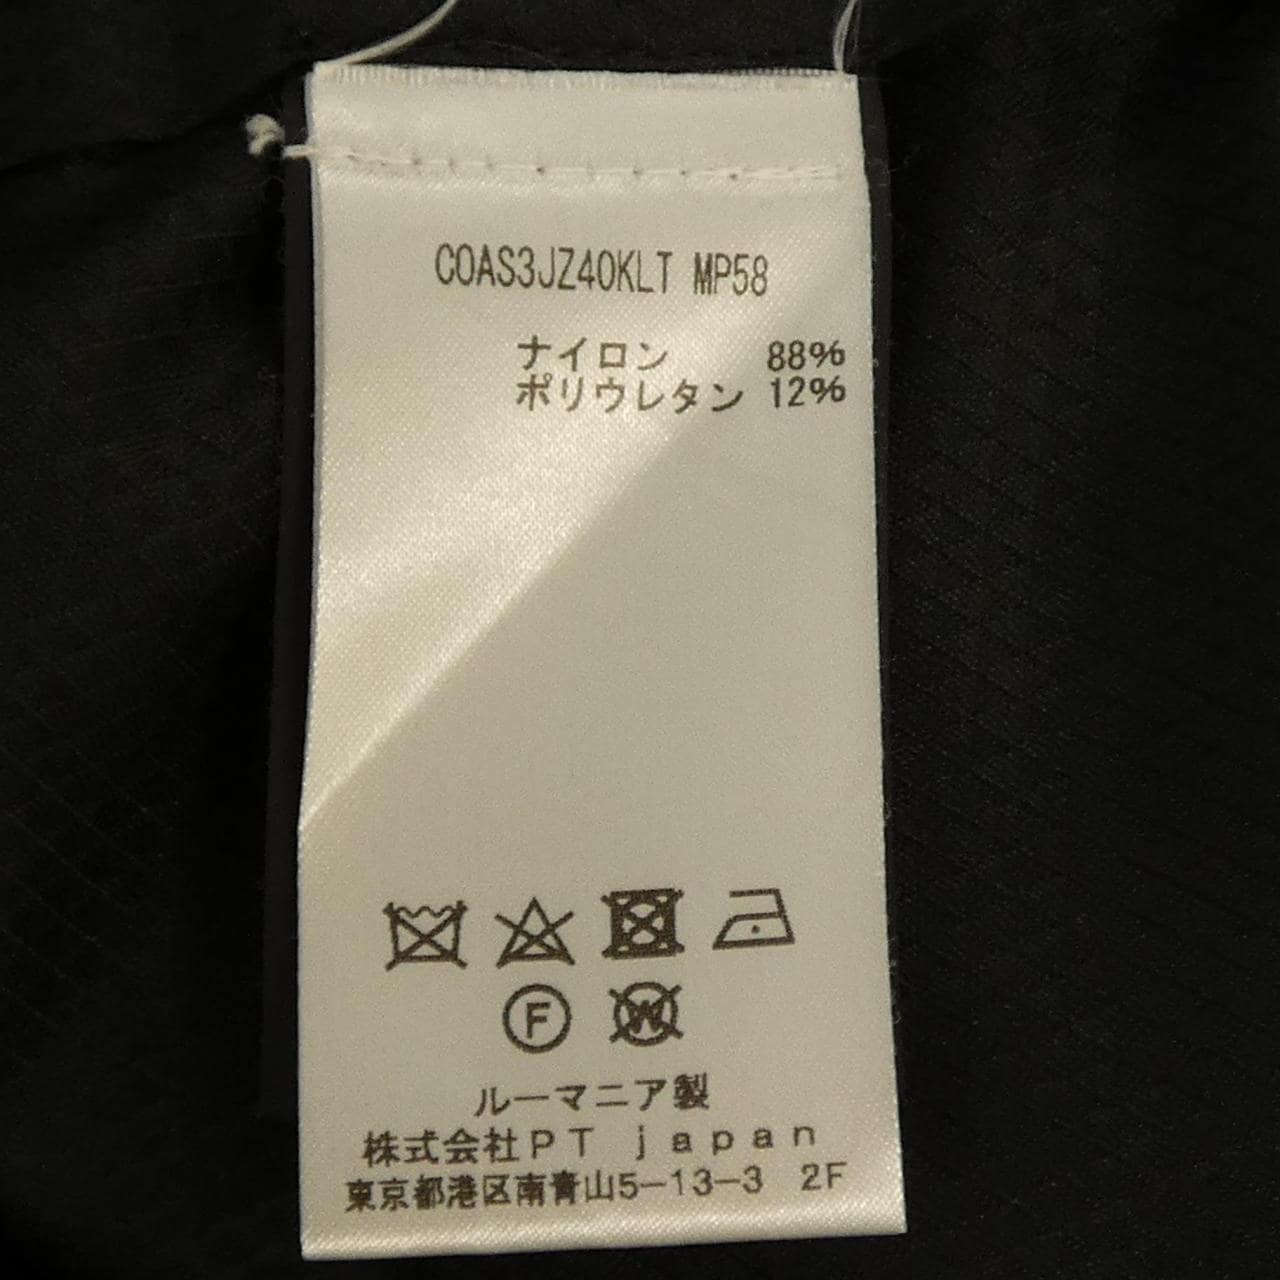 COAS3JZ40KLT MP58
ナイロン 88%
ポリウレタン 12%
F
W
ルーマニア製
株式会社PT japan
東京都港区南青山5-13-3 2F